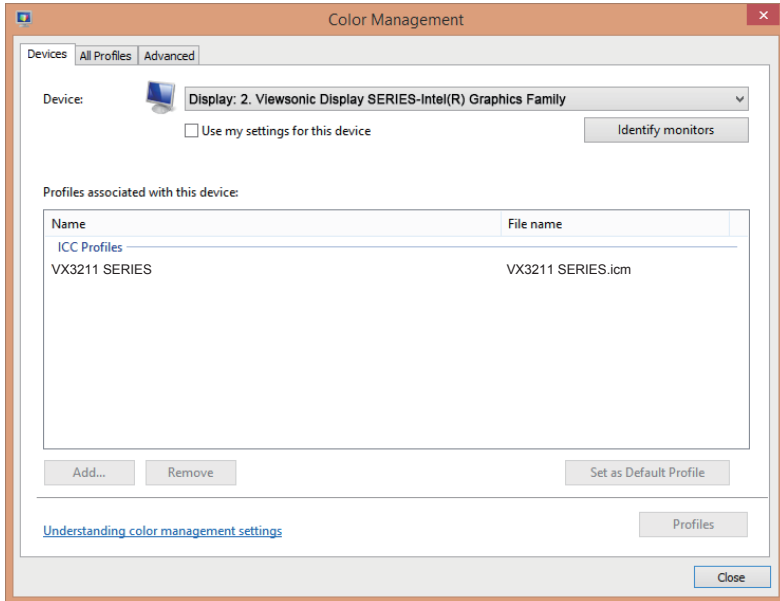 Color Management
Devices All Profiles Advanced
Device: Display: 2. Viewsonic Display SERIES-Intel(R) Graphics Family
Use my settings for this device Identify monitors
Profiles associated with this device:
Name File name
ICC Profiles
VX3211 SERIES VX3211 SERIES.icm
Add... Remove Set as Default Profile
Understanding color management settings Profiles
Close